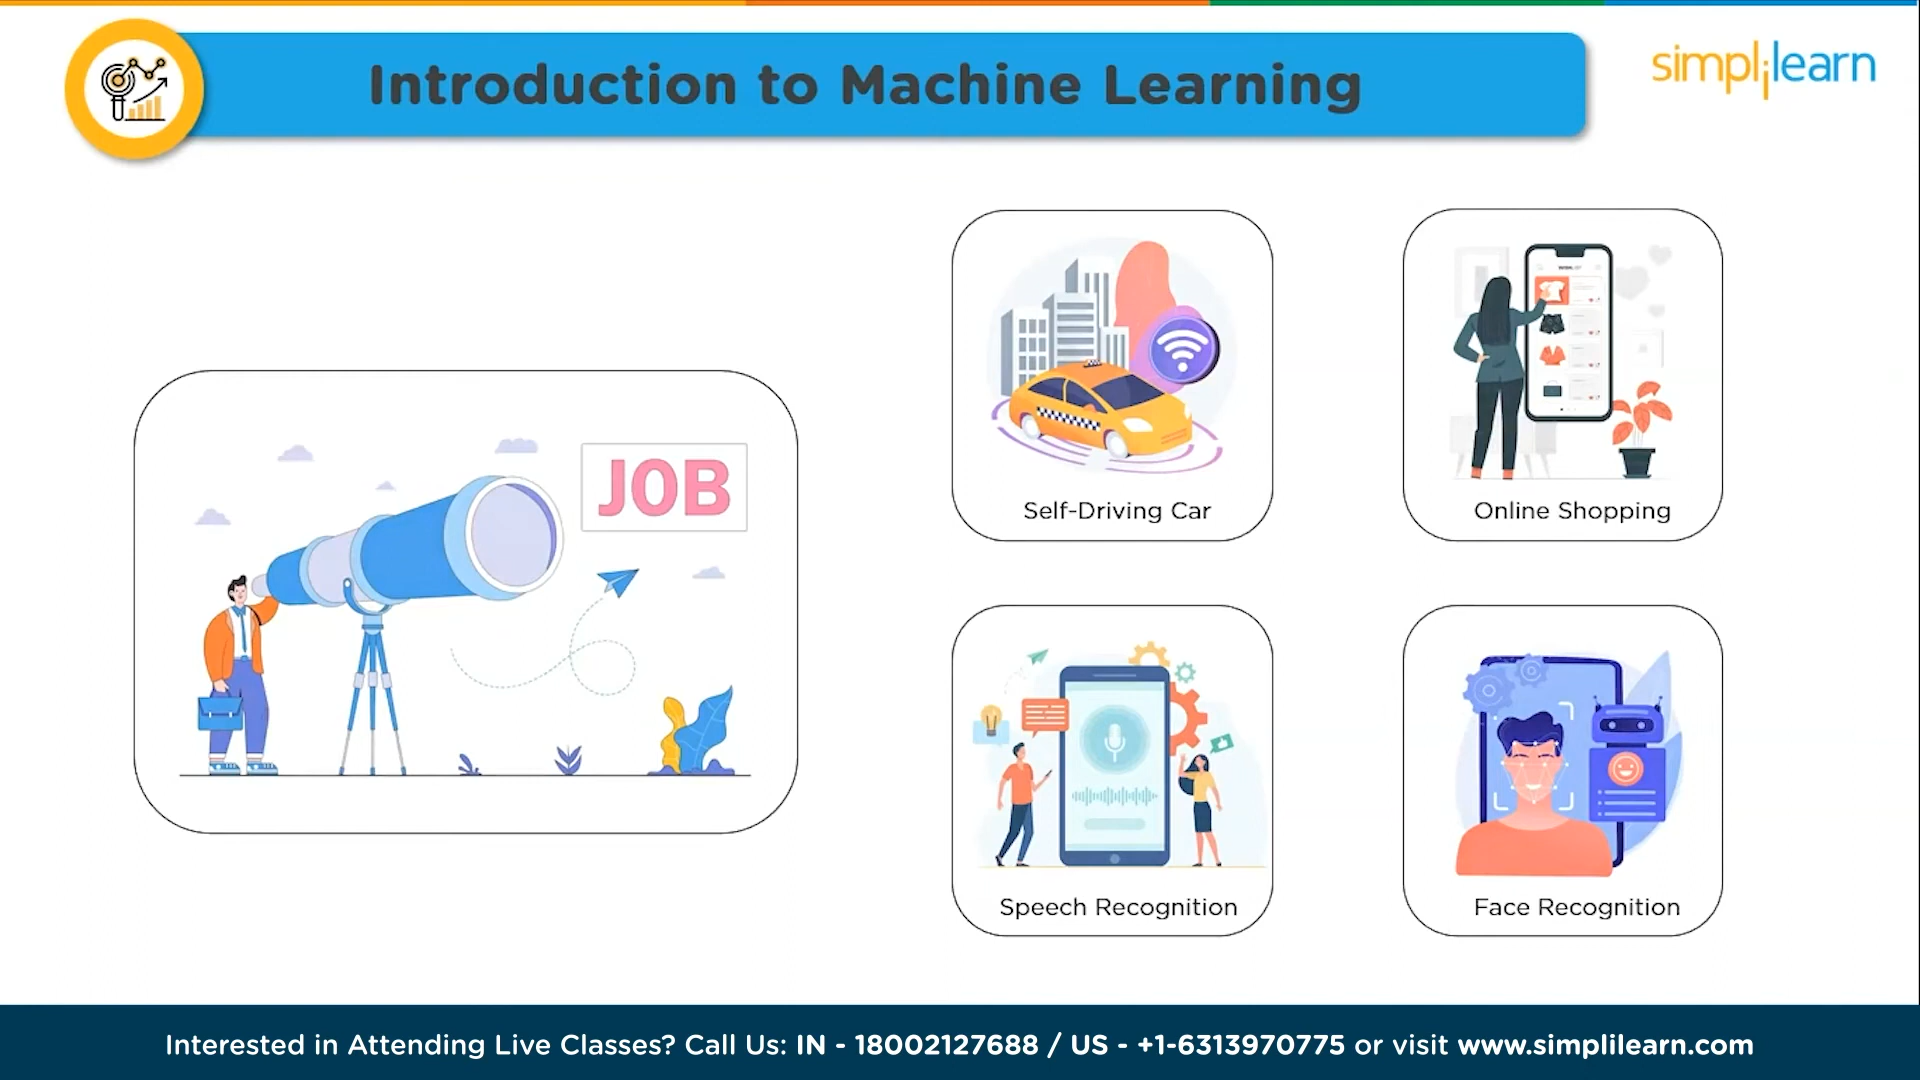 Introduction to Machine Learning
simplilearn
JOB
Self-Driving Car
Online Shopping
Speech Recognition
Face Recognition
Interested in Attending Live Classes? Call Us: IN - 18002127688 / US - +1-6313970775 or visit www.simplilearn.com